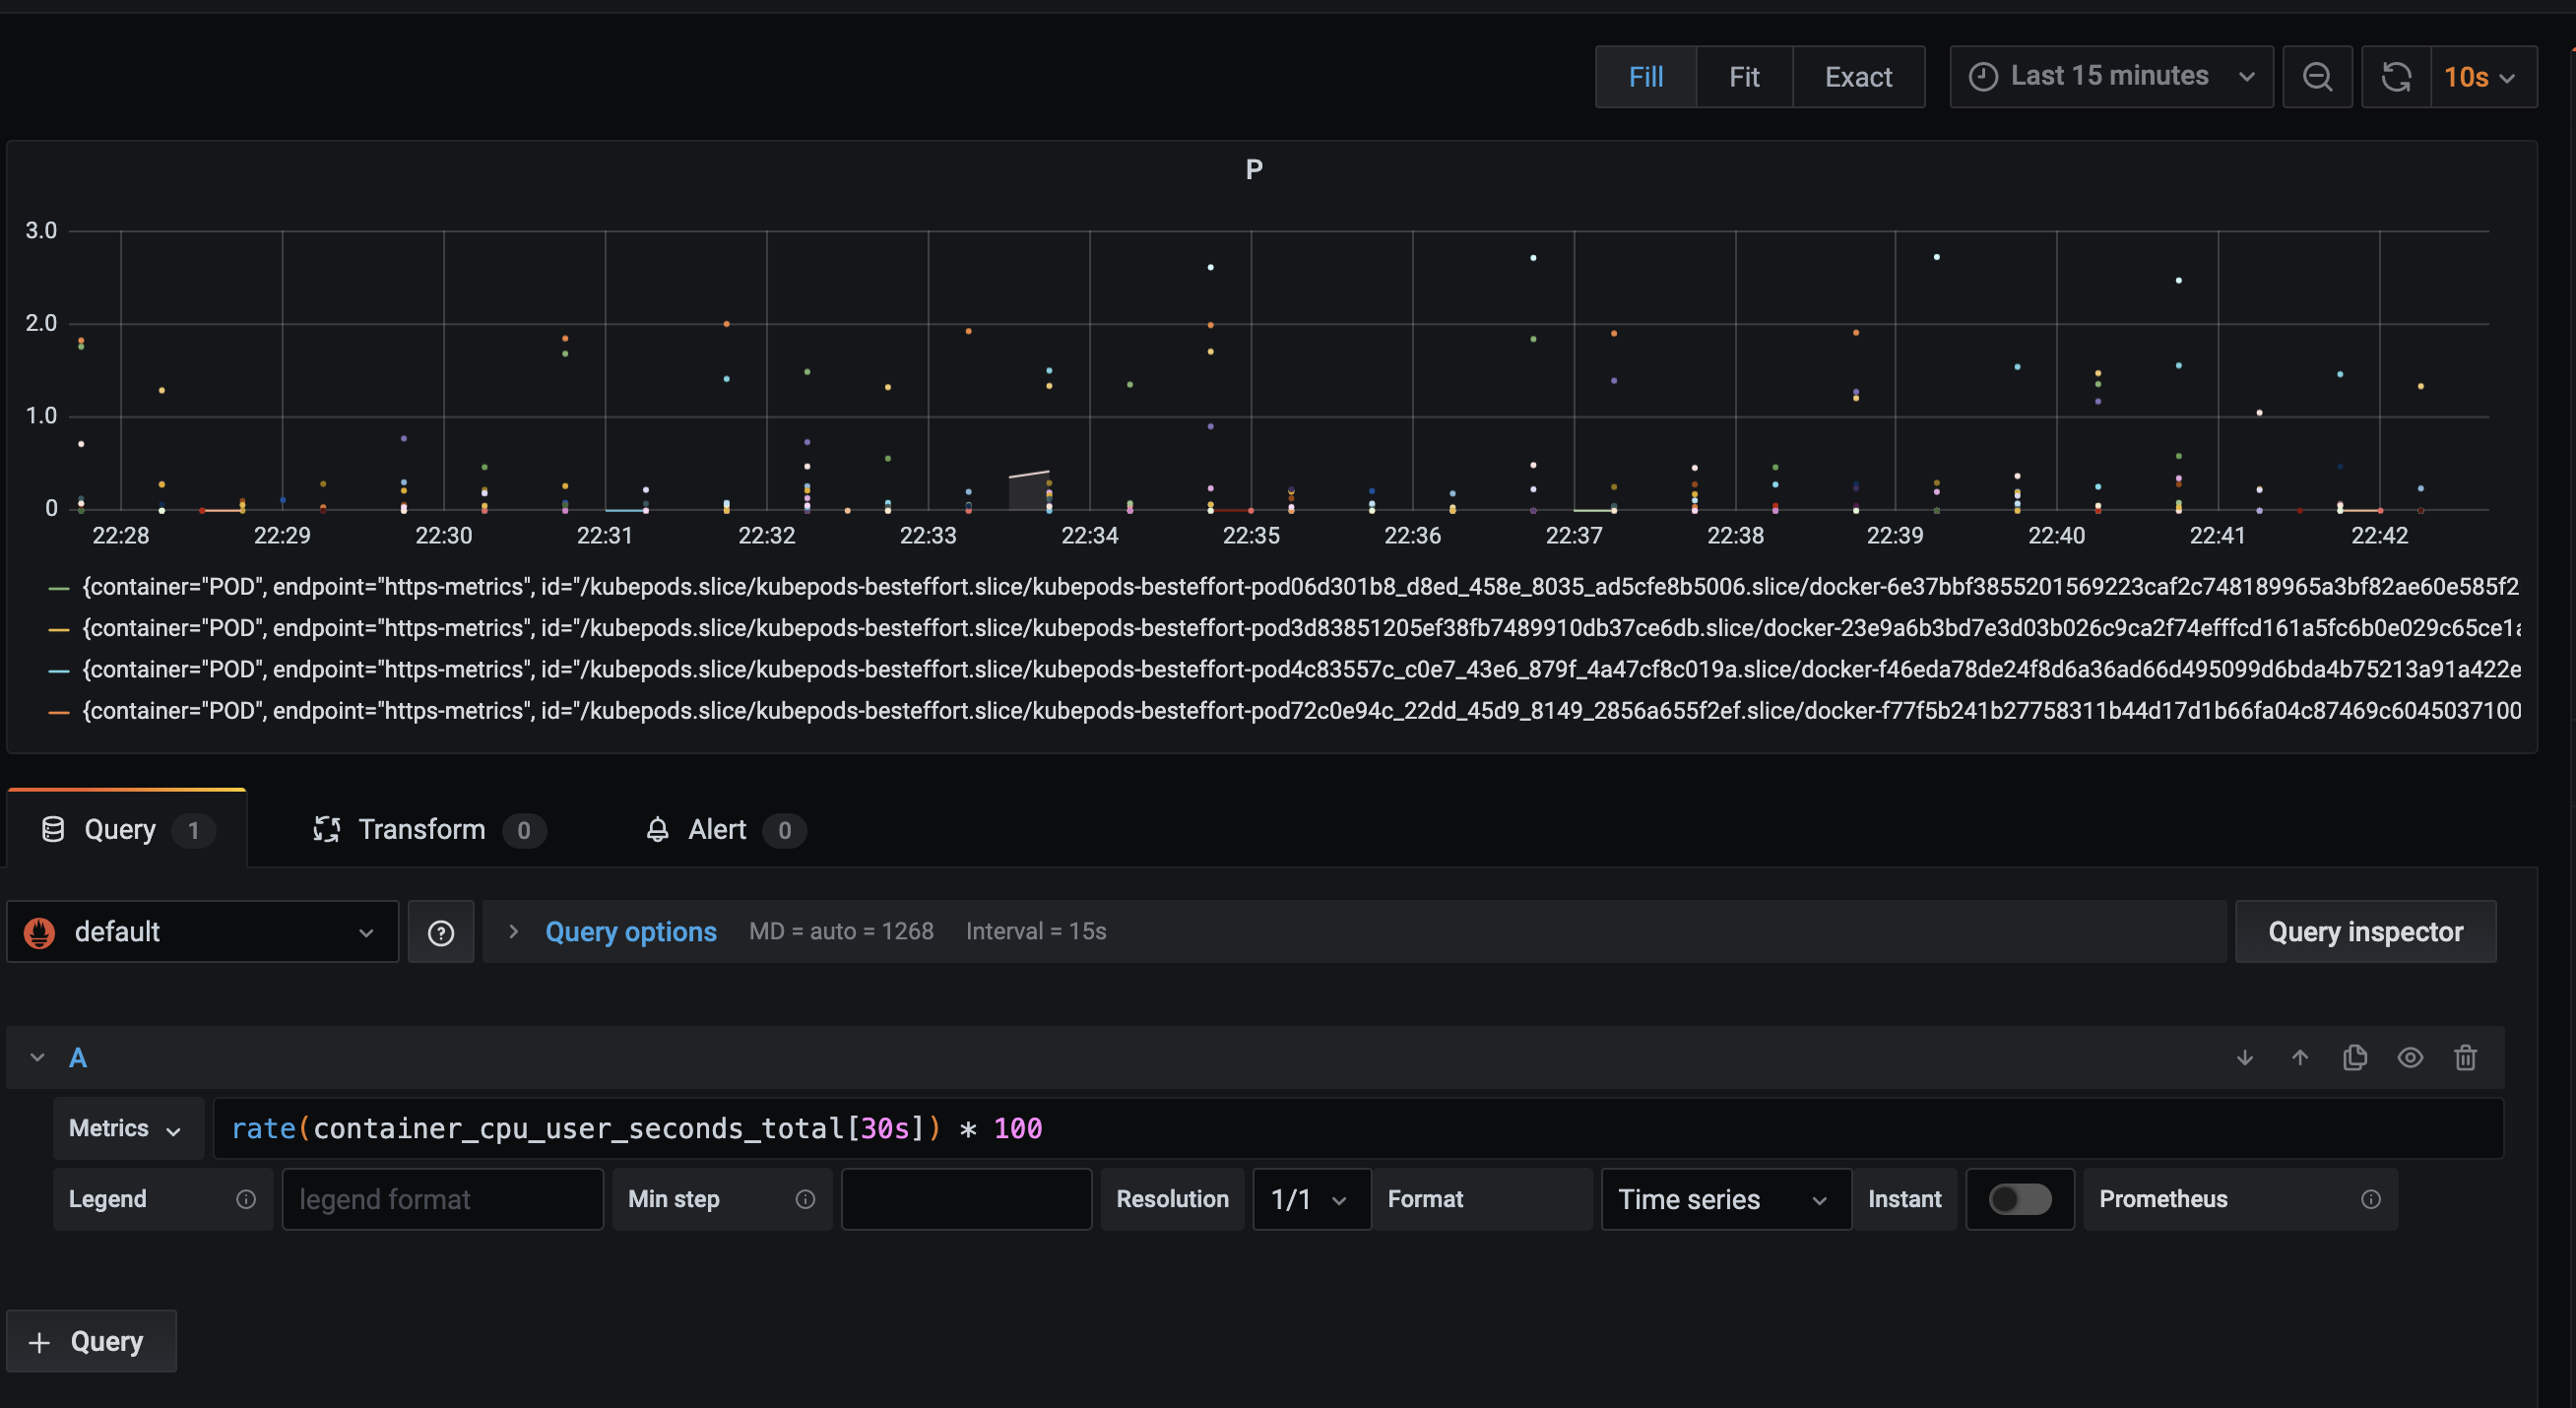 Fill Fit Exact Last 15 minutes 10s
P
3.0
2.0
1.0
0
22:28 22:29 22:30 22:31 22:32 22:33 22:34 22:35 22:36 22:37 22:38 22:39 22:40 22:41 22:42
{container="POD", endpoint="https-metrics", id="/kubepods.slice/kubepods-besteffort.slice/kubepods-besteffort-pod06d301b8_d8ed_458e_8035_ad5cfe8b5006.slice/docker-6e37bbf3855201569223caf2c748189965a3bf82ae60e585f2
{container="POD", endpoint="https-metrics", id="/kubepods.slice/kubepods-besteffort.slice/kubepods-besteffort-pod3d83851205ef38fb7489910db37ce6db.slice/docker-23e9a6b3bd7e3d03b026c9ca2f74efffcd161a5fc6b0e029c65ce1a
{container="POD", endpoint="https-metrics", id="/kubepods.slice/kubepods-besteffort.slice/kubepods-besteffort-pod4c83557c_c0e7_43e6_879f_4a47cf8c019a.slice/docker-f46eda78de24f8d6a36ad66d495099d6bda4b75213a91a422e
{container="POD", endpoint="https-metrics", id="/kubepods.slice/kubepods-besteffort.slice/kubepods-besteffort-pod72c0e94c_22dd_45d9_8149_2856a655f2ef.slice/docker-f77f5b241b27758311b44d17d1b66fa04c87469c6045037100
Query 1 Transform 0 Alert 0
default Query options MD = auto = 1268 Interval = 15s Query inspector
A
Metrics rate(container_cpu_user_seconds_total[30s]) * 100
Legend legend format Min step Resolution 1/1 Format Time series Instant Prometheus
+ Query